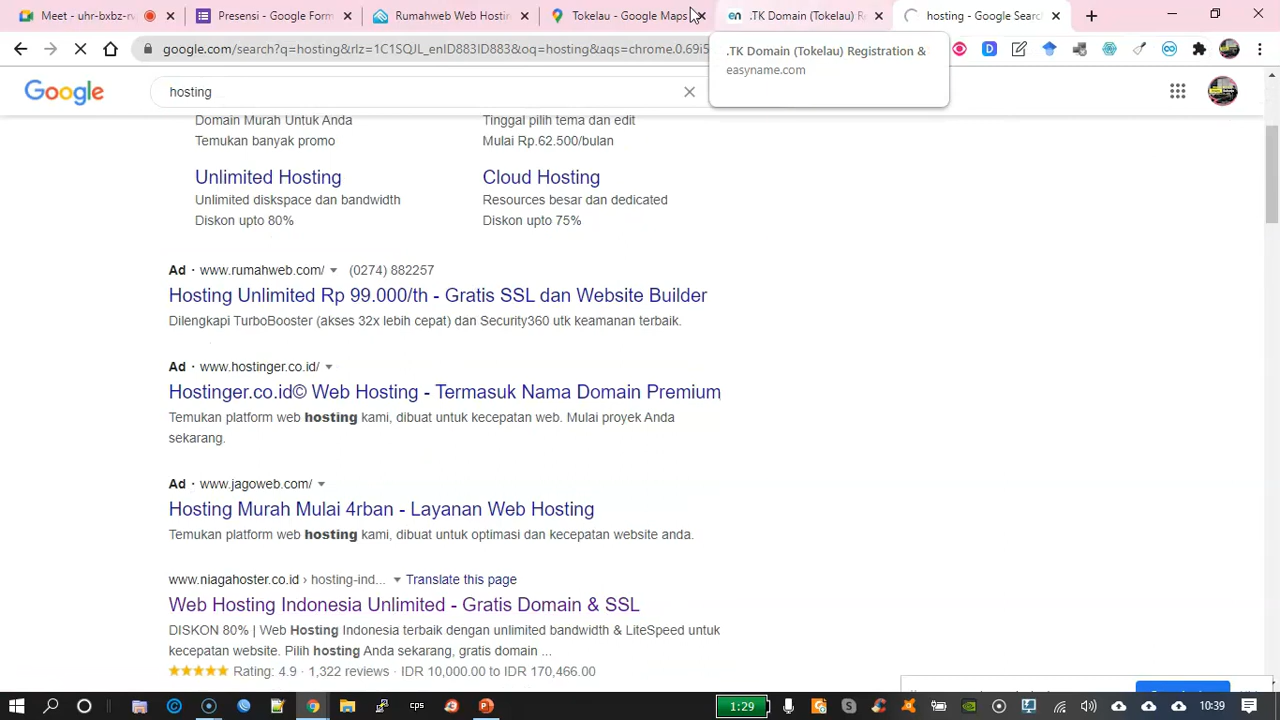 Meet - uhr-bxbz-n
Presensi - Google Form
Rumahweb Web Hostin
Tokelau - Google Maps
.TK Domain (Tokelau) R
hosting - Google Searc
google.com/search?q=hosting&rlz=1C1SQJL_enID883ID883&oq=hosting&aqs=chrome.0.69i5
.TK Domain (Tokelau) Registration &
easyname.com
Google
hosting
Domain Murah Untuk Anda
Temukan banyak promo
Tinggal pilih tema dan edit
Mulai Rp.62.500/bulan
Unlimited Hosting
Unlimited diskspace dan bandwidth
Diskon upto 80%
Cloud Hosting
Resources besar dan dedicated
Diskon upto 75%
Ad · www.rumahweb.com/ (0274) 882257
Hosting Unlimited Rp 99.000/th - Gratis SSL dan Website Builder
Dilengkapi TurboBooster (akses 32x lebih cepat) dan Security360 utk keamanan terbaik.
Ad · www.hostinger.co.id/
Hostinger.co.id© Web Hosting - Termasuk Nama Domain Premium
Temukan platform web hosting kami, dibuat untuk kecepatan web. Mulai proyek Anda
sekarang.
Ad · www.jagoweb.com/
Hosting Murah Mulai 4rban - Layanan Web Hosting
Temukan platform web hosting kami, dibuat untuk optimasi dan kecepatan website anda.
www.niagahoster.co.id › hosting-ind... Translate this page
Web Hosting Indonesia Unlimited - Gratis Domain & SSL
DISKON 80% | Web Hosting Indonesia terbaik dengan unlimited bandwidth & LiteSpeed untuk
kecepatan website. Pilih hosting Anda sekarang, gratis domain ...
Rating: 4.9 · 1,322 reviews · IDR 10,000.00 to IDR 170,466.00
cps
1:29
10:39